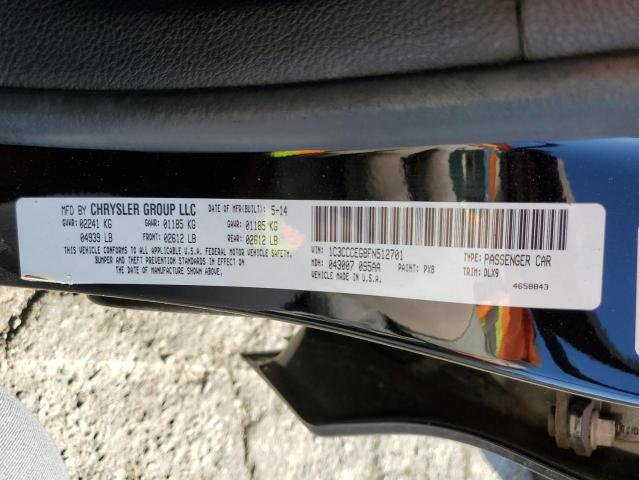 MFD BY CHRYSLER GROUP LLC DATE OF MFR(BUILT): 5-14
GVWR: 02241 KG GAWR: 01185 KG GAWR: 01185 KG
04939 LB FRONT: 02612 LB REAR: 02612 LB
THIS VEHICLE CONFORMS TO ALL APPLICABLE U.S.A. FEDERAL MOTOR VEHICLE SAFETY,
BUMPER AND THEFT PREVENTION STANDARDS IN EFFECT
ON THE DATE OF MANUFACTURE SHOWN ABOVE.
VIN: 1C3CCCEG8FN512701 TYPE: PASSENGER CAR
MDH: 043007 095AA PAINT: PX8 TRIM: DLX9
VEHICLE MADE IN U.S.A. 4658843